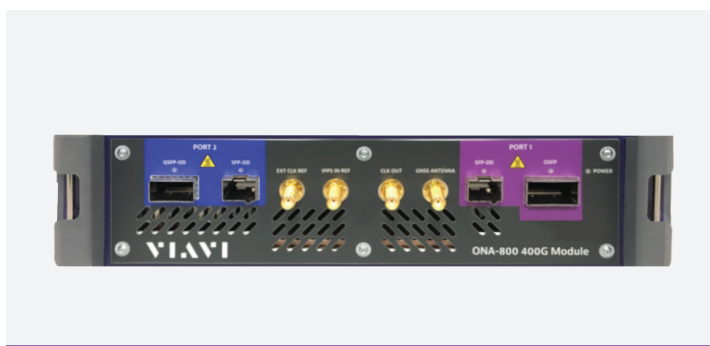 PORT 2
PORT 1
QSFP-DD
SFP-DD
EXT CLK REF
1PPS IN REF
CLK OUT
GNSS ANTENNA
SFP-DD
QSFP
POWER
VIAVI
ONA-800 400G Module